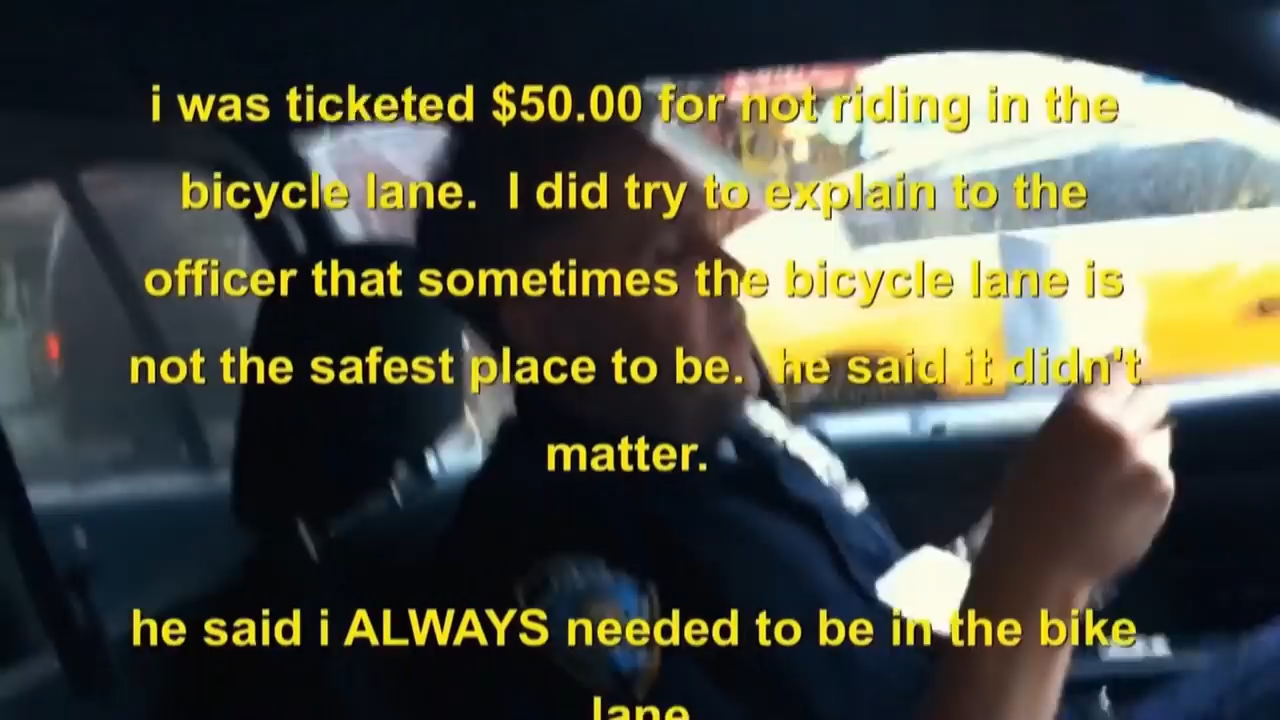 i was ticketed $50.00 for not riding in the
bicycle lane.  I did try to explain to the
officer that sometimes the bicycle lane is
not the safest place to be.  he said it didn't
matter.
he said i ALWAYS needed to be in the bike
lane